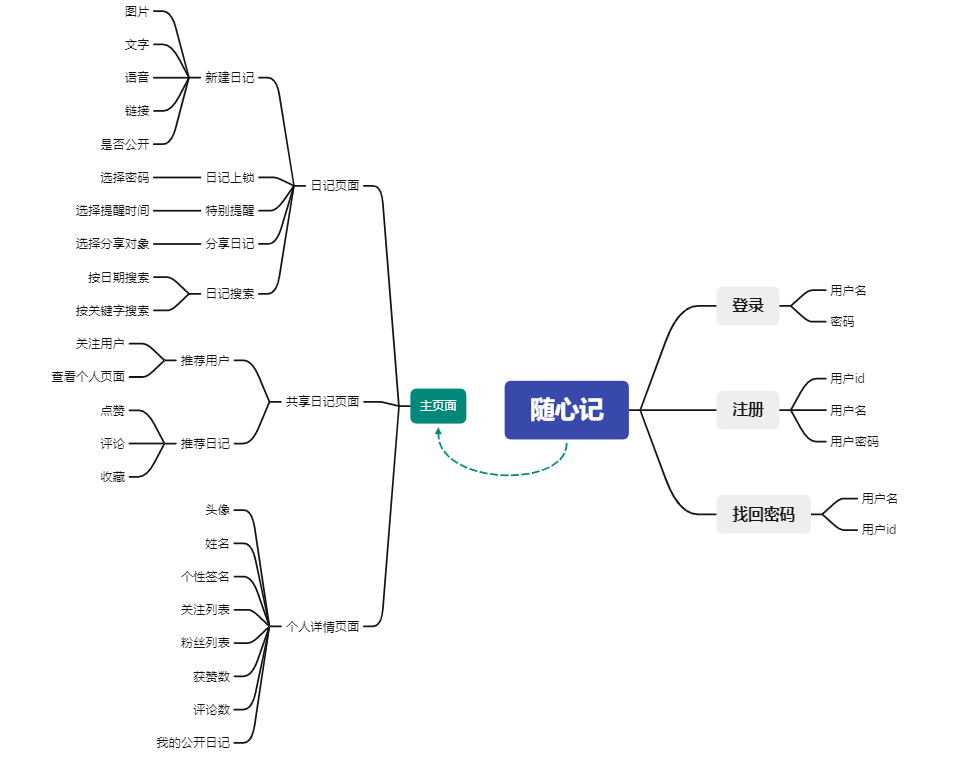 随心记
登录
用户名
密码
注册
用户id
用户名
用户密码
找回密码
用户名
用户id
主页面
日记页面
新建日记
图片
文字
语音
链接
是否公开
日记上锁
选择密码
特别提醒
选择提醒时间
分享日记
选择分享对象
日记搜索
按日期搜索
按关键字搜索
共享日记页面
推荐用户
关注用户
查看个人页面
推荐日记
点赞
评论
收藏
个人详情页面
头像
姓名
个性签名
关注列表
粉丝列表
获赞数
评论数
我的公开日记